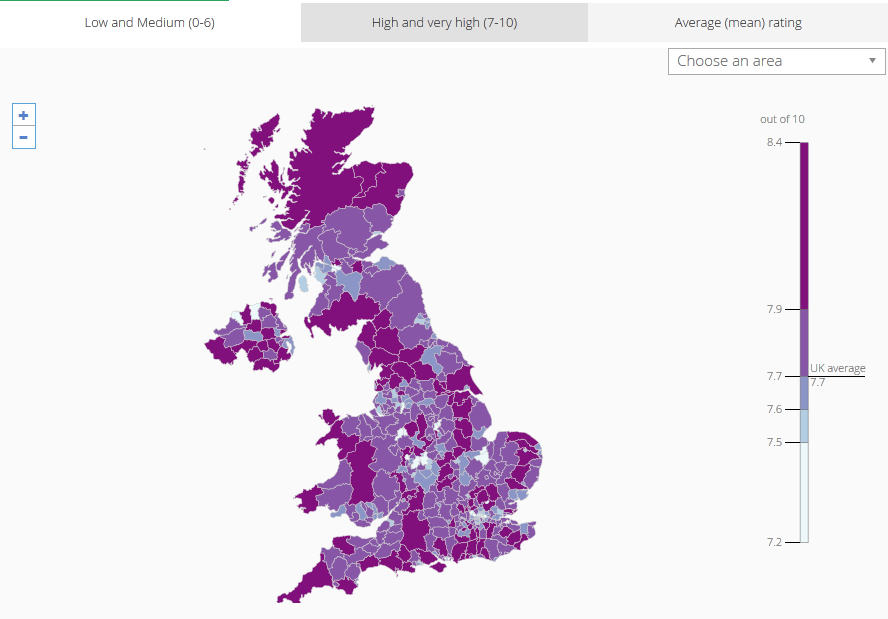 Low and Medium (0-6)
High and very high (7-10)
Average (mean) rating
Choose an area
+
−
out of 10
8.4
7.9
UK average
7.7
7.7
7.6
7.5
7.2